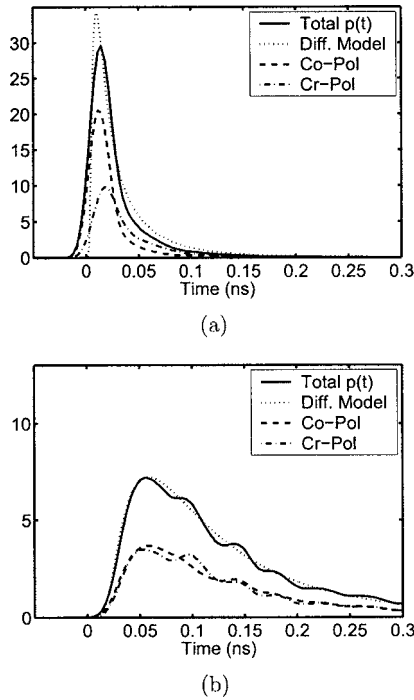 Total p(t)
Diff. Model
Co-Pol
Cr-Pol
30
25
20
15
10
5
0
0 0.05 0.1 0.15 0.2 0.25 0.3
Time (ns)
(a)
Total p(t)
Diff. Model
Co-Pol
Cr-Pol
10
5
0
0 0.05 0.1 0.15 0.2 0.25 0.3
Time (ns)
(b)